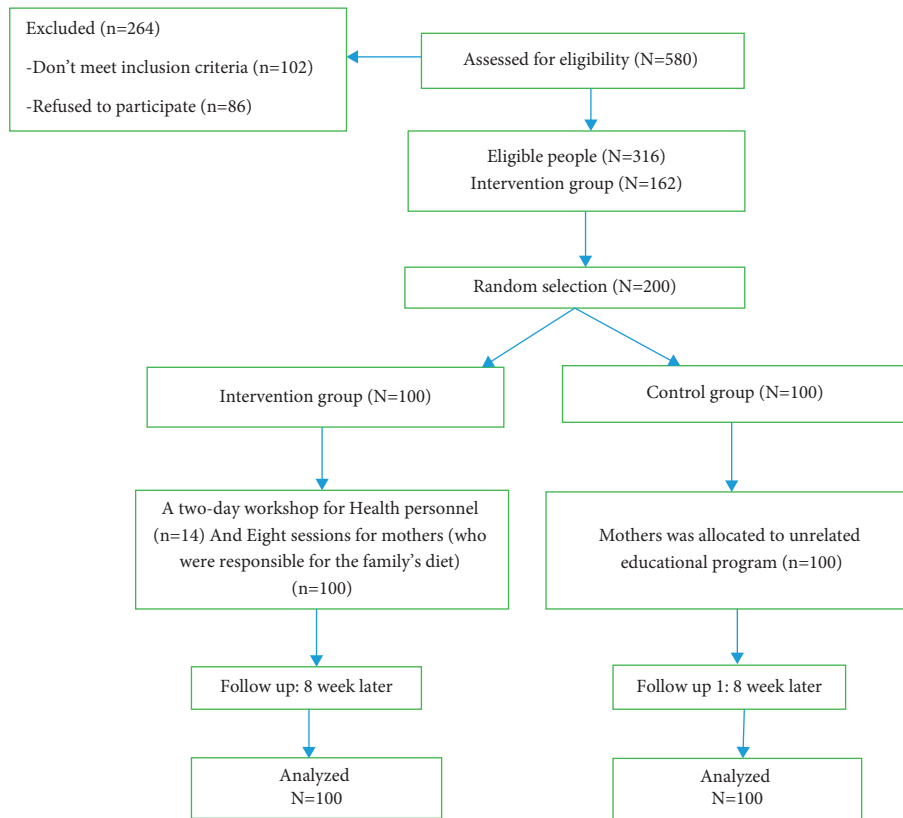 Excluded (n=264)
-Don't meet inclusion criteria (n=102)
-Refused to participate (n=86)
Assessed for eligibility (N=580)
Eligible people (N=316)
Intervention group (N=162)
Random selection (N=200)
Intervention group (N=100)
Control group (N=100)
A two-day workshop for Health personnel
(n=14) And Eight sessions for mothers (who
were responsible for the family's diet)
(n=100)
Mothers was allocated to unrelated
educational program (n=100)
Follow up: 8 week later
Follow up 1: 8 week later
Analyzed
N=100
Analyzed
N=100